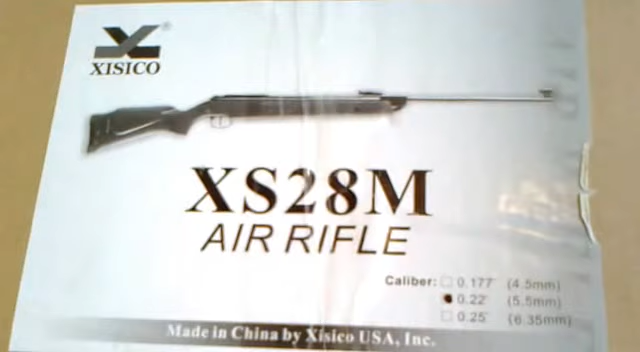 XISICO
XS28M
AIR RIFLE
Caliber: 0.177" (4.5mm)
0.22" (5.5mm)
0.25" (6.35mm)
Made in China by Xisico USA, Inc.